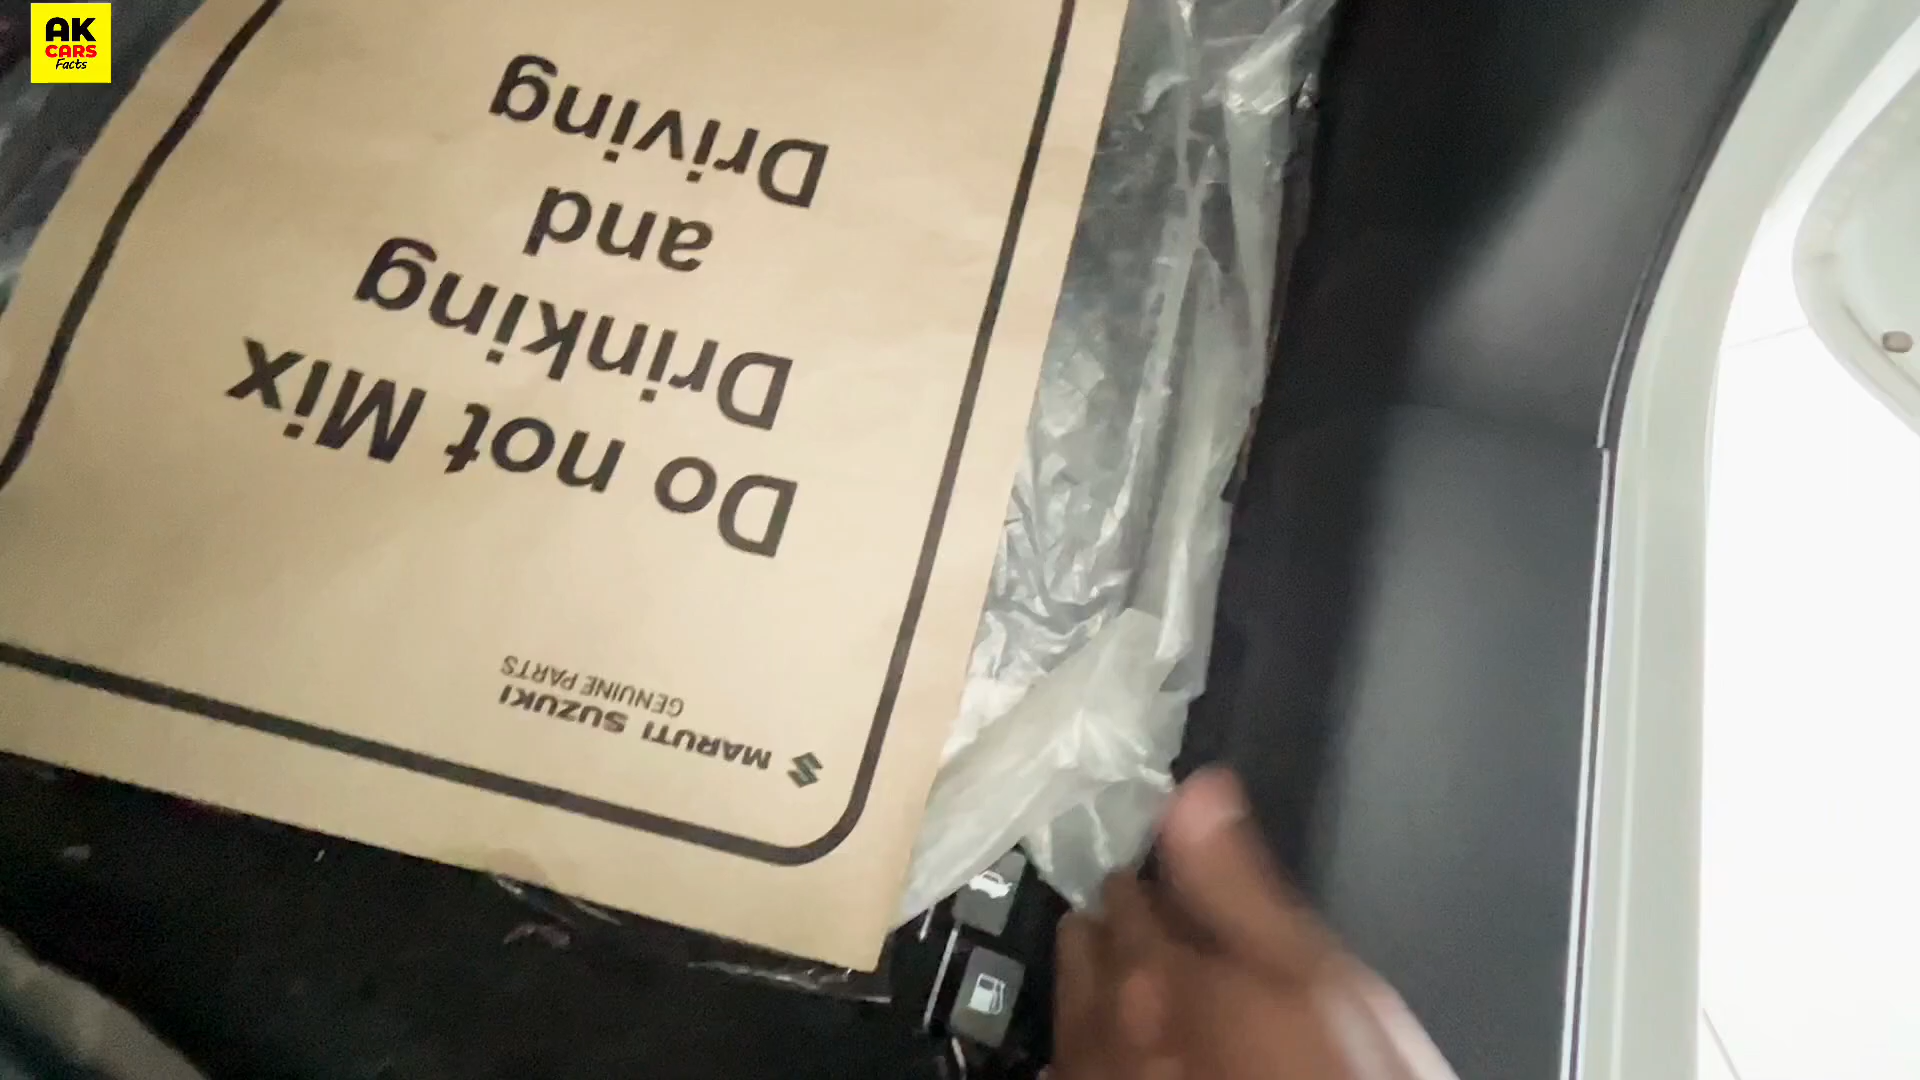 AK
CARS
Facts
Do not Mix
Drinking
and
Driving
MARUTI SUZUKI
GENUINE PARTS